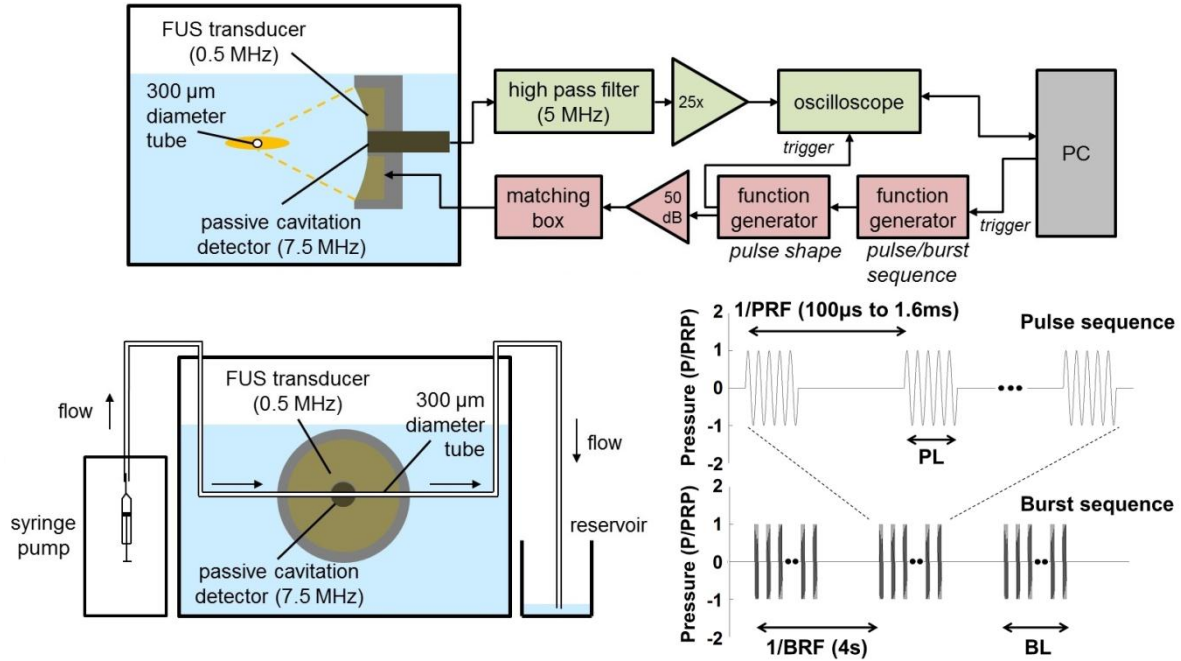 FUS transducer
(0.5 MHz)
300 µm
diameter
tube
passive cavitation
detector (7.5 MHz)
high pass filter
(5 MHz)
25x
oscilloscope
PC
trigger
matching
box
50
dB
function
generator
pulse shape
function
generator
pulse/burst
sequence
trigger
flow
syringe
pump
FUS transducer
(0.5 MHz)
300 µm
diameter
tube
passive cavitation
detector (7.5 MHz)
flow
reservoir
Pressure (P/PRP)
2
1
0
-1
-2
1/PRF (100µs to 1.6ms)
Pulse sequence
PL
Pressure (P/PRP)
2
1
0
-1
-2
Burst sequence
1/BRF (4s)
BL